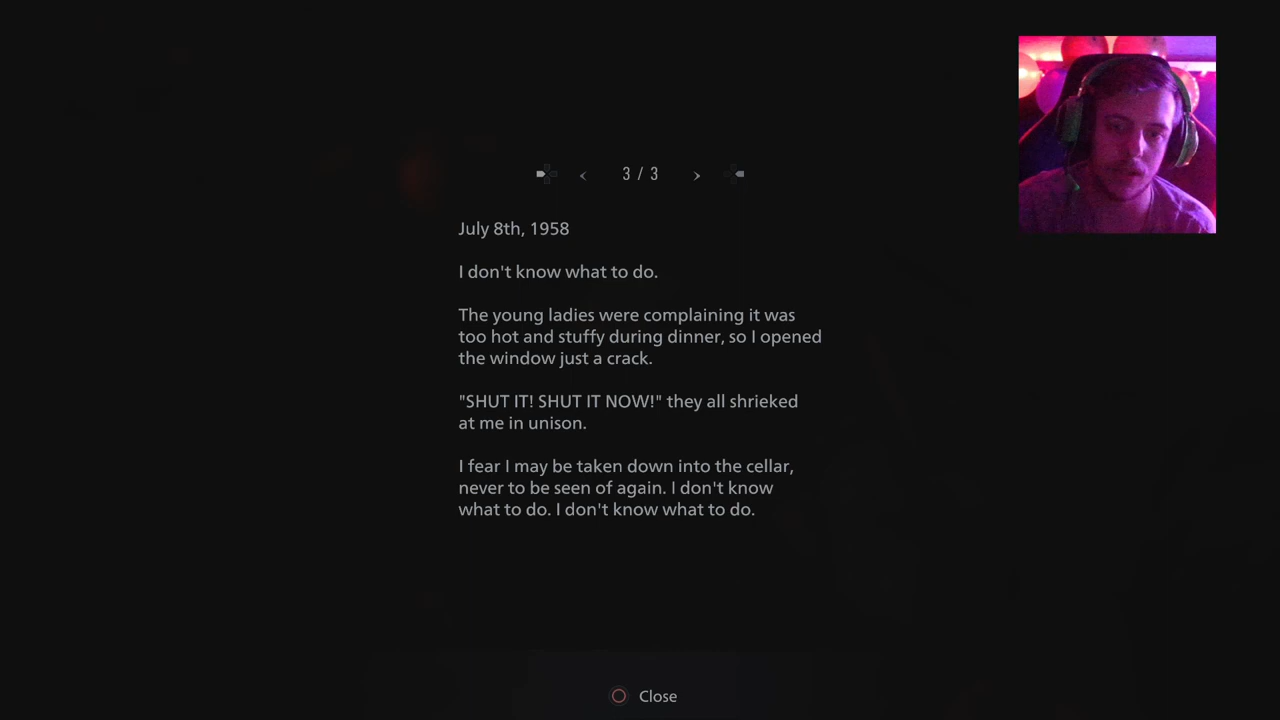 3 / 3
July 8th, 1958
I don't know what to do.
The young ladies were complaining it was
too hot and stuffy during dinner, so I opened
the window just a crack.
"SHUT IT! SHUT IT NOW!" they all shrieked
at me in unison.
I fear I may be taken down into the cellar,
never to be seen of again. I don't know
what to do. I don't know what to do.
Close